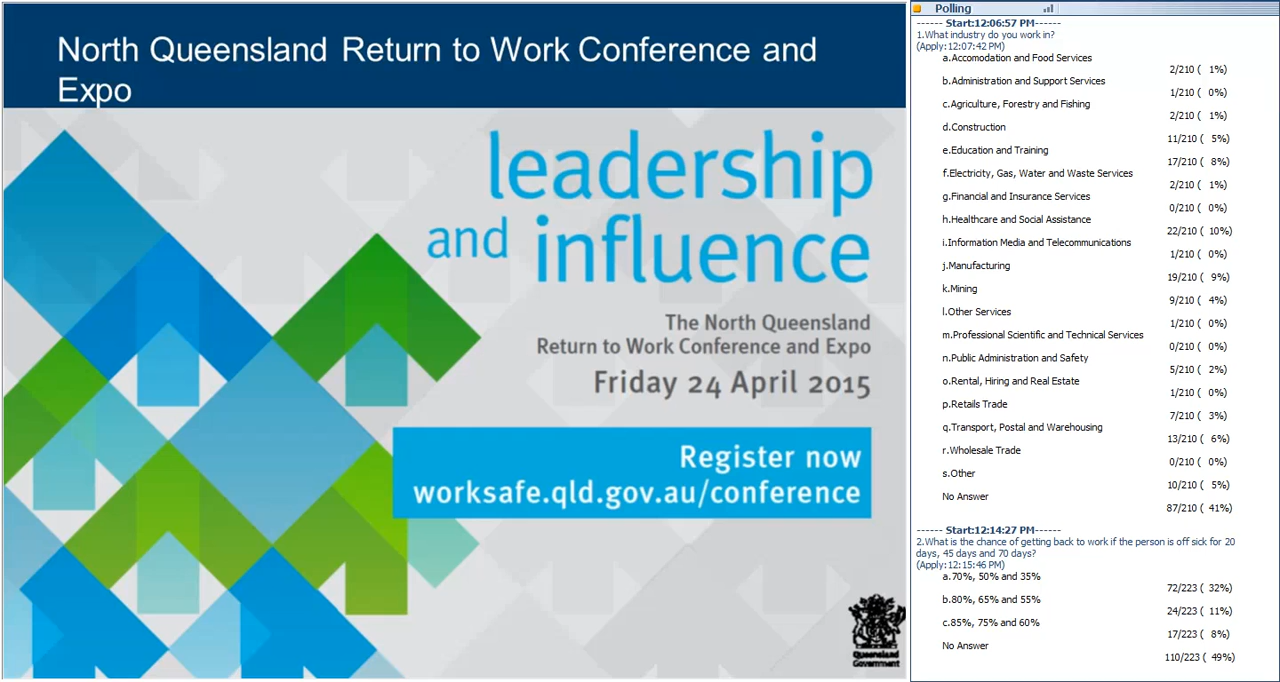 North Queensland Return to Work Conference and
Expo
leadership
and influence
The North Queensland
Return to Work Conference and Expo
Friday 24 April 2015
Register now
worksafe.qld.gov.au/conference
Queensland
Government
Polling
------ Start:12:06:57 PM------
1.What industry do you work in?
(Apply:12:07:42 PM)
a.Accomodation and Food Services
2/210 ( 1%)
b.Administration and Support Services
1/210 ( 0%)
c.Agriculture, Forestry and Fishing
2/210 ( 1%)
d.Construction
11/210 ( 5%)
e.Education and Training
17/210 ( 8%)
f.Electricity, Gas, Water and Waste Services
2/210 ( 1%)
g.Financial and Insurance Services
0/210 ( 0%)
h.Healthcare and Social Assistance
22/210 ( 10%)
i.Information Media and Telecommunications
1/210 ( 0%)
j.Manufacturing
19/210 ( 9%)
k.Mining
9/210 ( 4%)
l.Other Services
1/210 ( 0%)
m.Professional Scientific and Technical Services
0/210 ( 0%)
n.Public Administration and Safety
5/210 ( 2%)
o.Rental, Hiring and Real Estate
1/210 ( 0%)
p.Retails Trade
7/210 ( 3%)
q.Transport, Postal and Warehousing
13/210 ( 6%)
r.Wholesale Trade
0/210 ( 0%)
s.Other
10/210 ( 5%)
No Answer
87/210 ( 41%)
------ Start:12:14:27 PM------
2.What is the chance of getting back to work if the person is off sick for 20
days, 45 days and 70 days?
(Apply:12:15:46 PM)
a.70%, 50% and 35%
72/223 ( 32%)
b.80%, 65% and 55%
24/223 ( 11%)
c.85%, 75% and 60%
17/223 ( 8%)
No Answer
110/223 ( 49%)